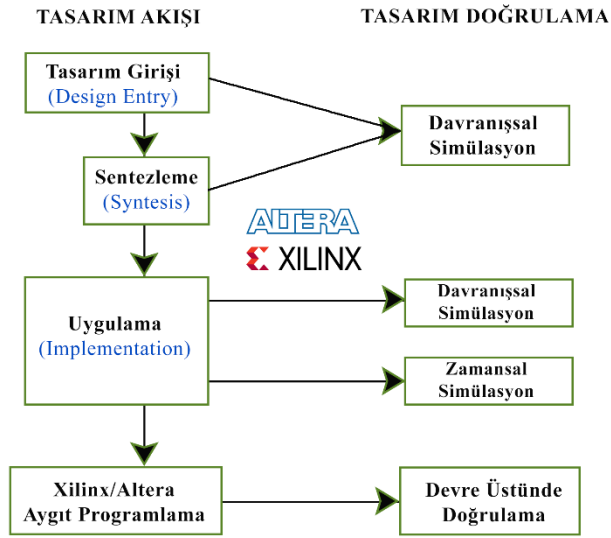 TASARIM AKIŞI
TASARIM DOĞRULAMA
Tasarım Girişi
(Design Entry)
Davranışsal
Simülasyon
Sentezleme
(Syntesis)
ALTERA
XILINX
Uygulama
(Implementation)
Davranışsal
Simülasyon
Zamansal
Simülasyon
Xilinx/Altera
Aygıt Programlama
Devre Üstünde
Doğrulama